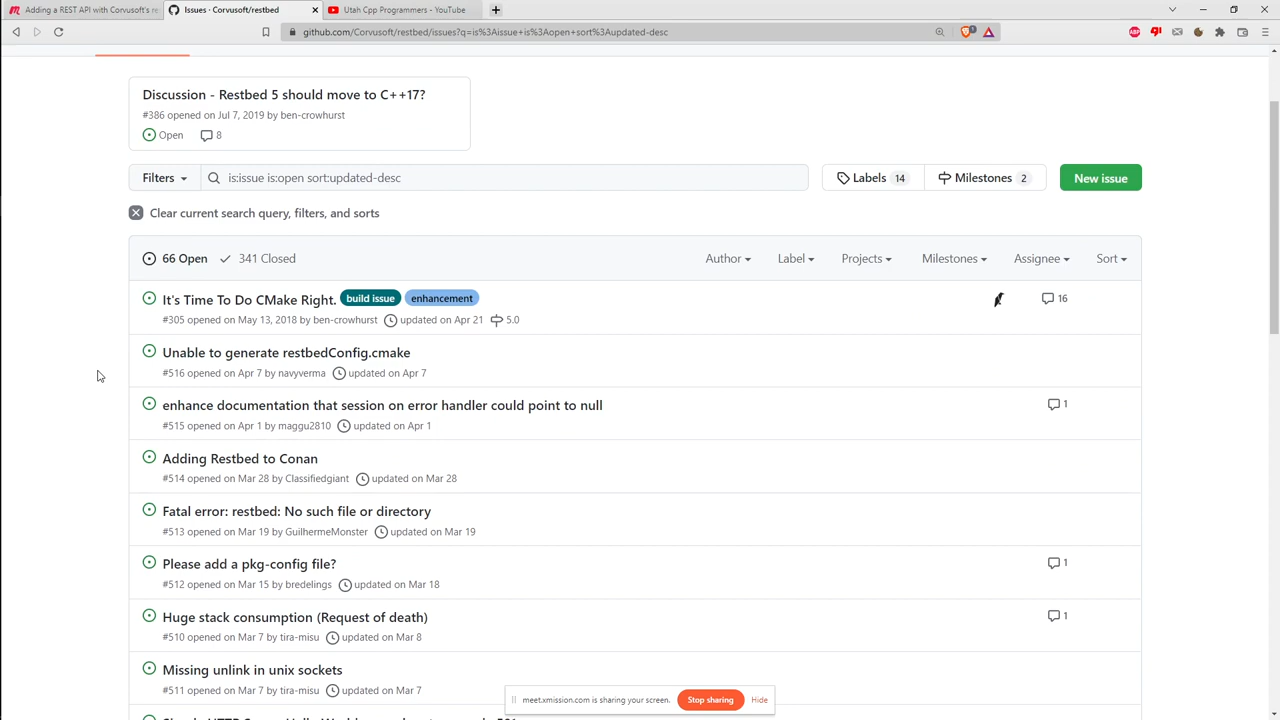 Adding a REST API with Corvusoft's re
Issues · Corvusoft/restbed
Utah Cpp Programmers - YouTube
github.com/Corvusoft/restbed/issues?q=is%3Aissue+is%3Aopen+sort%3Aupdated-desc
Discussion - Restbed 5 should move to C++17?
#386 opened on Jul 7, 2019 by ben-crowhurst
Open 8
Filters
is:issue is:open sort:updated-desc
Labels 14
Milestones 2
New issue
Clear current search query, filters, and sorts
66 Open 341 Closed
Author Label Projects Milestones Assignee Sort
It's Time To Do CMake Right. build issue enhancement 16
#305 opened on May 13, 2018 by ben-crowhurst updated on Apr 21 5.0
Unable to generate restbedConfig.cmake
#516 opened on Apr 7 by navyverma updated on Apr 7
enhance documentation that session on error handler could point to null 1
#515 opened on Apr 1 by maggu2810 updated on Apr 1
Adding Restbed to Conan
#514 opened on Mar 28 by Classifiedgiant updated on Mar 28
Fatal error: restbed: No such file or directory
#513 opened on Mar 19 by GuilhermeMonster updated on Mar 19
Please add a pkg-config file? 1
#512 opened on Mar 15 by bredelings updated on Mar 18
Huge stack consumption (Request of death) 1
#510 opened on Mar 7 by tira-misu updated on Mar 8
Missing unlink in unix sockets
#511 opened on Mar 7 by tira-misu updated on Mar 7
meet.xmission.com is sharing your screen. Stop sharing Hide